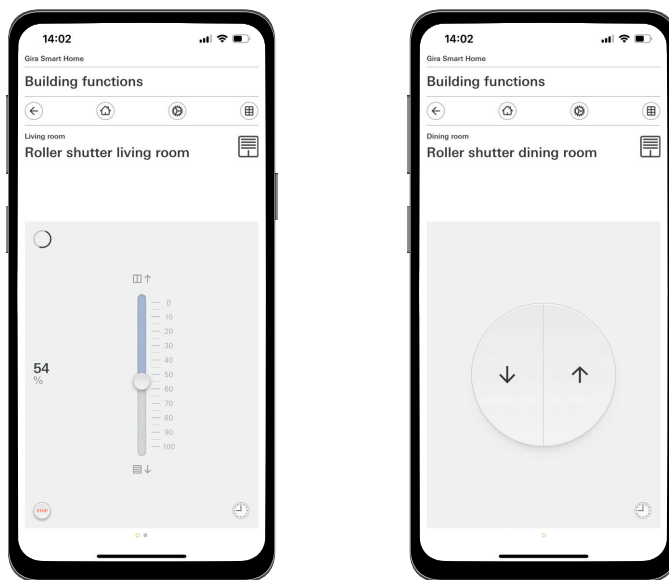 14:02
Gira Smart Home
Building functions
Living room
Roller shutter living room
0
10
20
30
40
50
60
70
80
90
100
54
%
STOP
14:02
Gira Smart Home
Building functions
Dining room
Roller shutter dining room